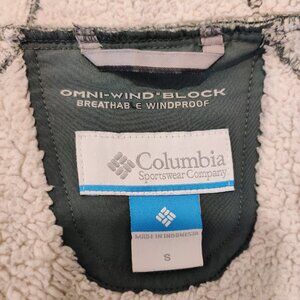 OMNI-WIND BLOCK
BREATHABLE WINDPROOF
Columbia
Sportswear Company
MADE IN INDONESIA
S